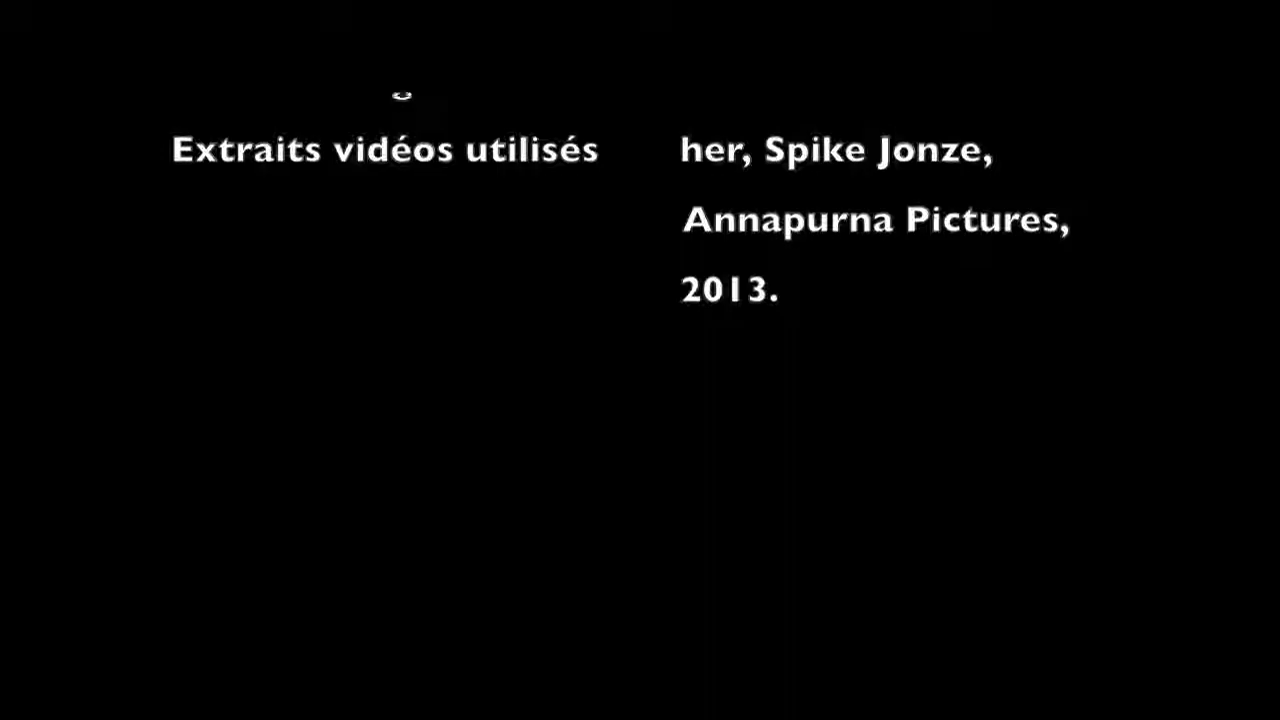 Extraits vidéos utilisés her, Spike Jonze,
Annapurna Pictures,
2013.